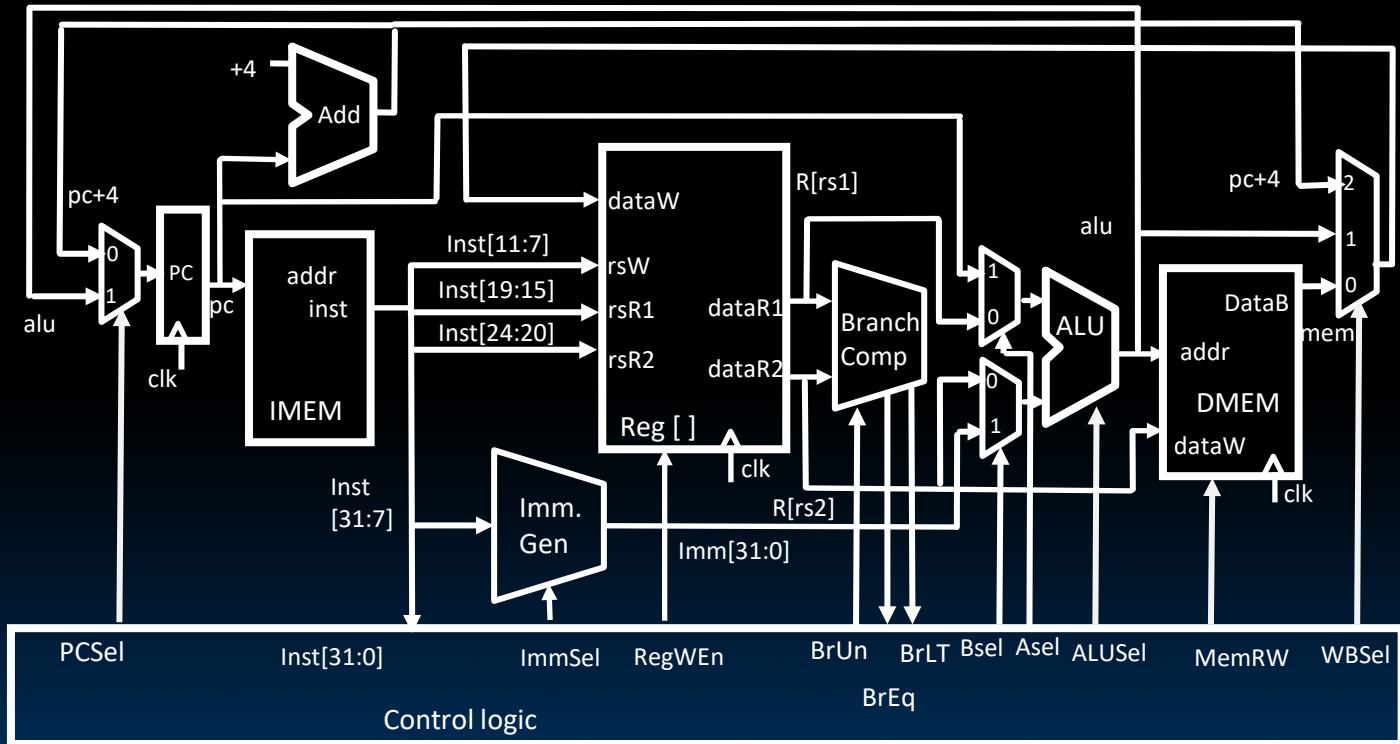 +4
Add
pc+4
0
1
alu
PC
clk
pc
addr
inst
IMEM
Inst[11:7]
Inst[19:15]
Inst[24:20]
Inst
[31:7]
dataW
rsW
rsR1
rsR2
dataR1
dataR2
Reg [ ]
clk
R[rs1]
Branch
Comp
Imm.
Gen
R[rs2]
Imm[31:0]
1
0
0
1
ALU
alu
pc+4
2
1
0
mem
DataB
addr
DMEM
dataW
clk
PCSel
Inst[31:0]
ImmSel
RegWEn
BrUn
BrEq
BrLT
Bsel
Asel
ALUSel
MemRW
WBSel
Control logic